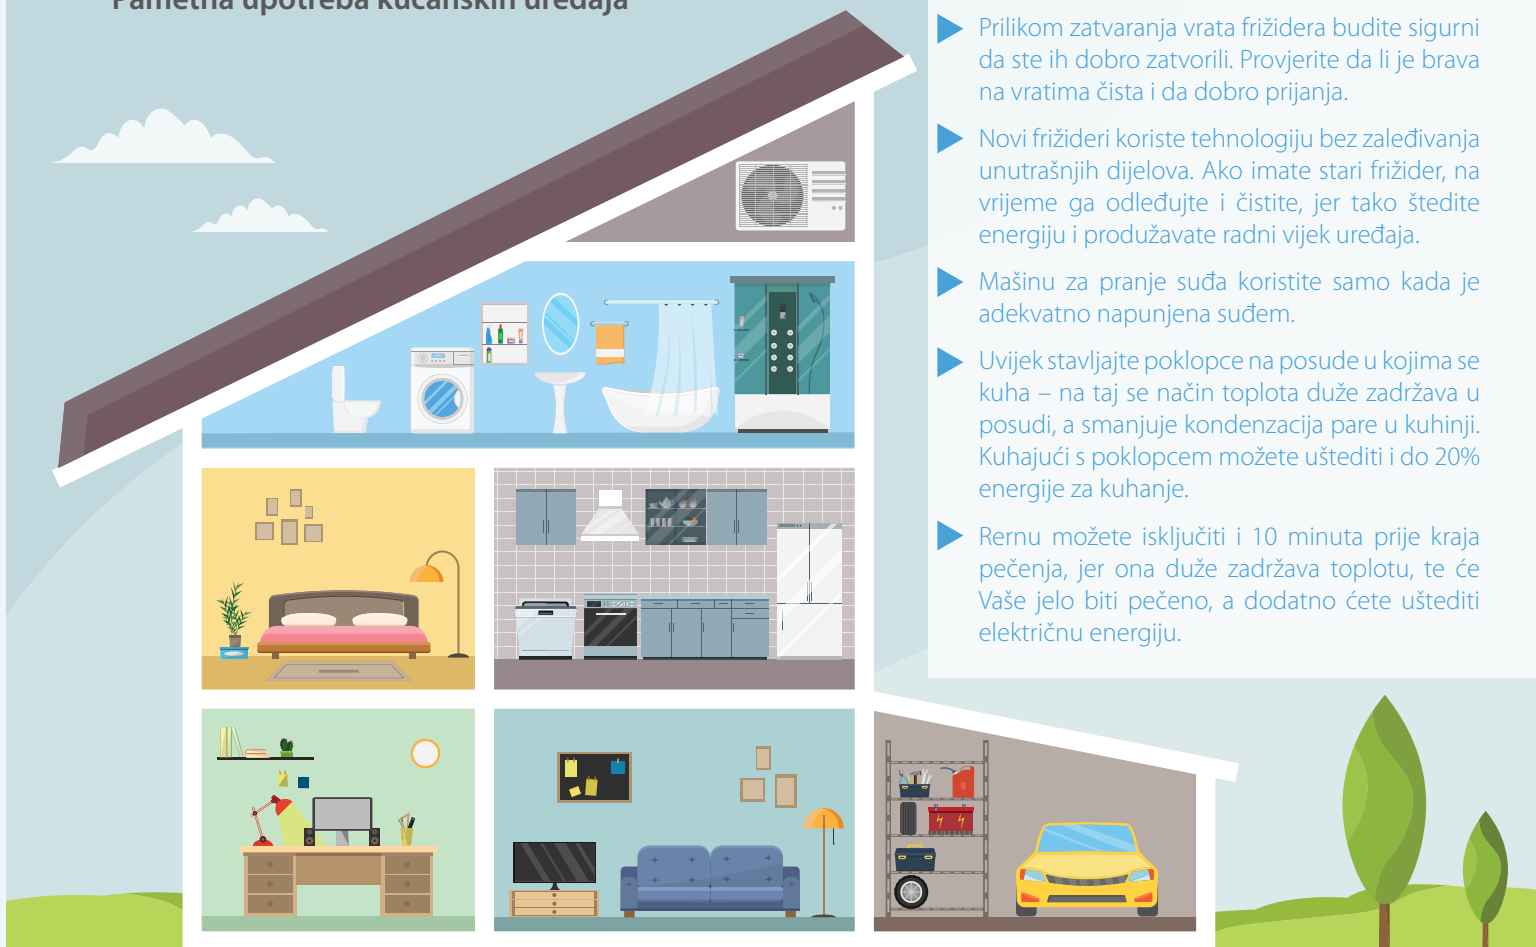 Pametna upotreba kućanskih uređaja
Prilikom zatvaranja vrata frižidera budite sigurni
da ste ih dobro zatvorili. Provjerite da li je brava
na vratima čista i da dobro prijanja.
Novi frižideri koriste tehnologiju bez zaleđivanja
unutrašnjih dijelova. Ako imate stari frižider, na
vrijeme ga odleđujte i čistite, jer tako štedite
energiju i produžavate radni vijek uređaja.
Mašinu za pranje suđa koristite samo kada je
adekvatno napunjena suđem.
Uvijek stavljajte poklopce na posude u kojima se
kuha – na taj se način toplota duže zadržava u
posudi, a smanjuje kondenzacija pare u kuhinji.
Kuhajući s poklopcem možete uštediti i do 20%
energije za kuhanje.
Rernu možete isključiti i 10 minuta prije kraja
pečenja, jer ona duže zadržava toplotu, te će
Vaše jelo biti pečeno, a dodatno ćete uštediti
električnu energiju.